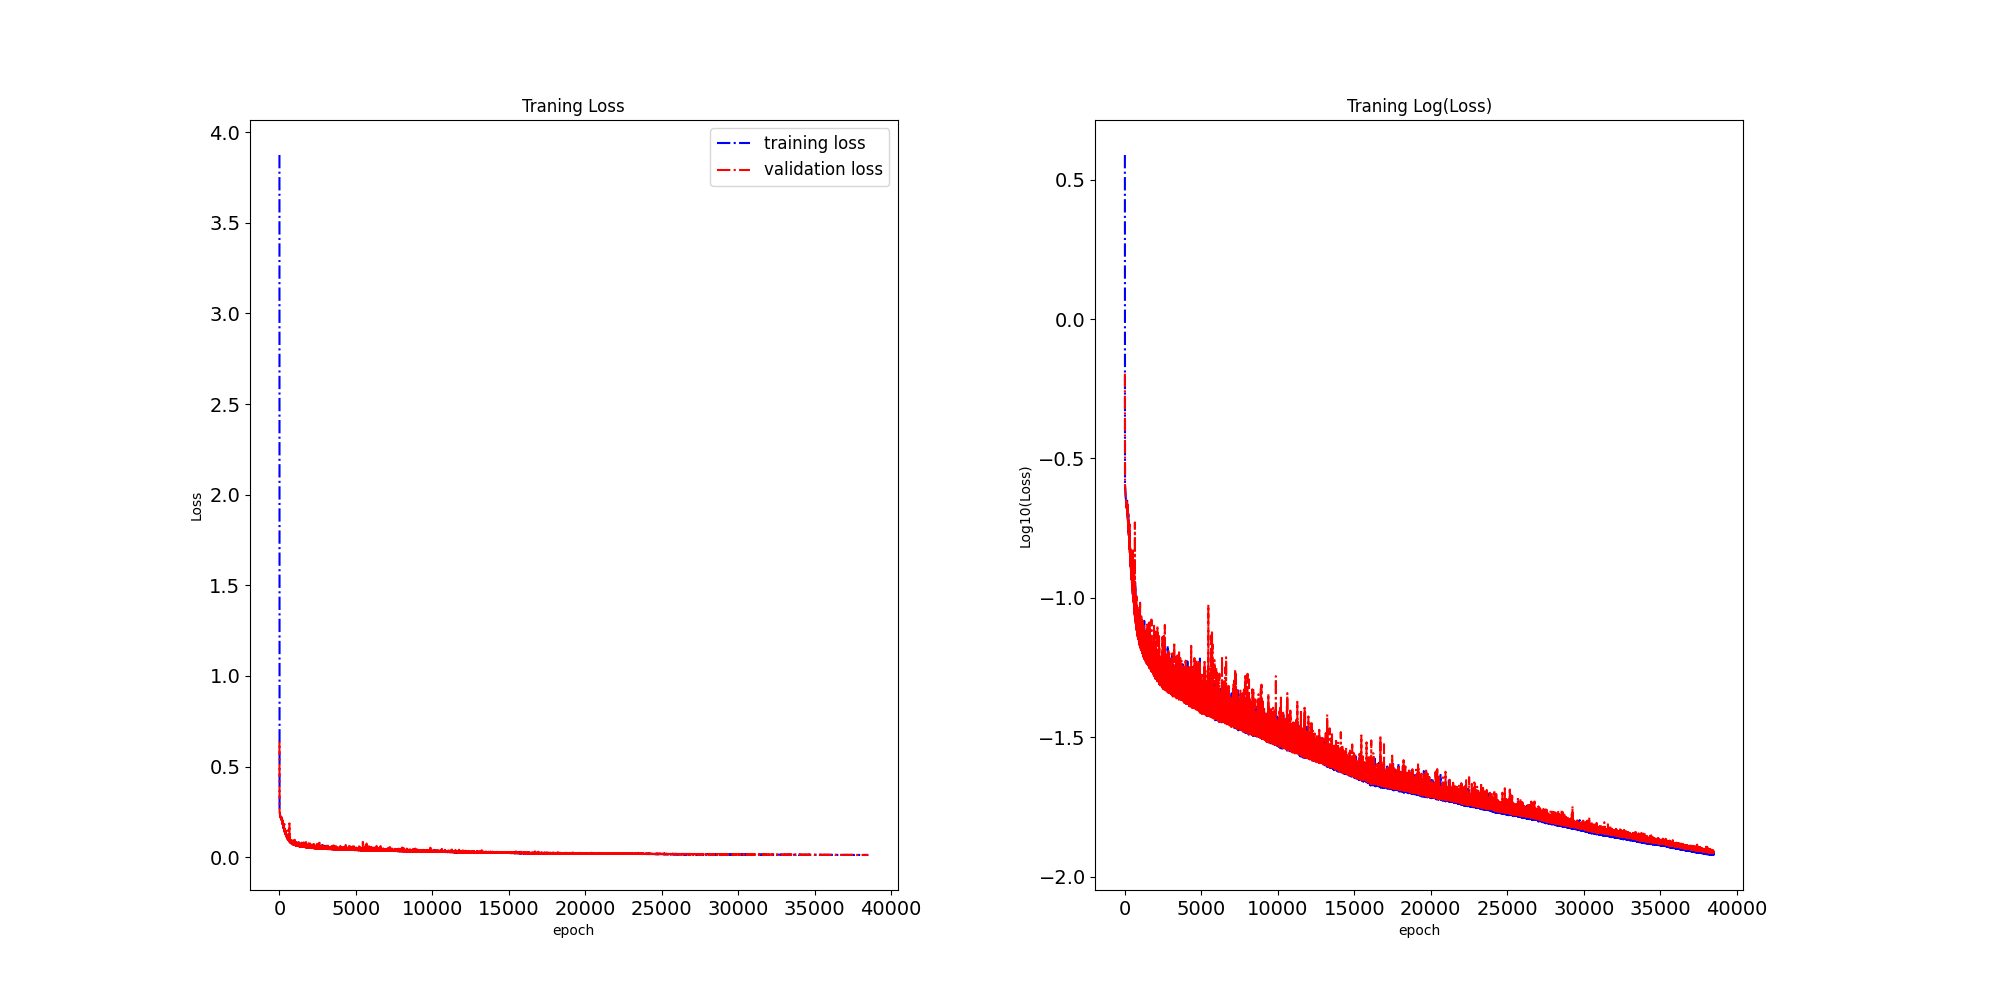 Traning Loss
4.0
3.5
3.0
2.5
2.0
1.5
1.0
0.5
0.0
Loss
training loss
validation loss
0 5000 10000 15000 20000 25000 30000 35000 40000
epoch
Traning Log(Loss)
0.5
0.0
−0.5
−1.0
−1.5
−2.0
Log10(Loss)
0 5000 10000 15000 20000 25000 30000 35000 40000
epoch